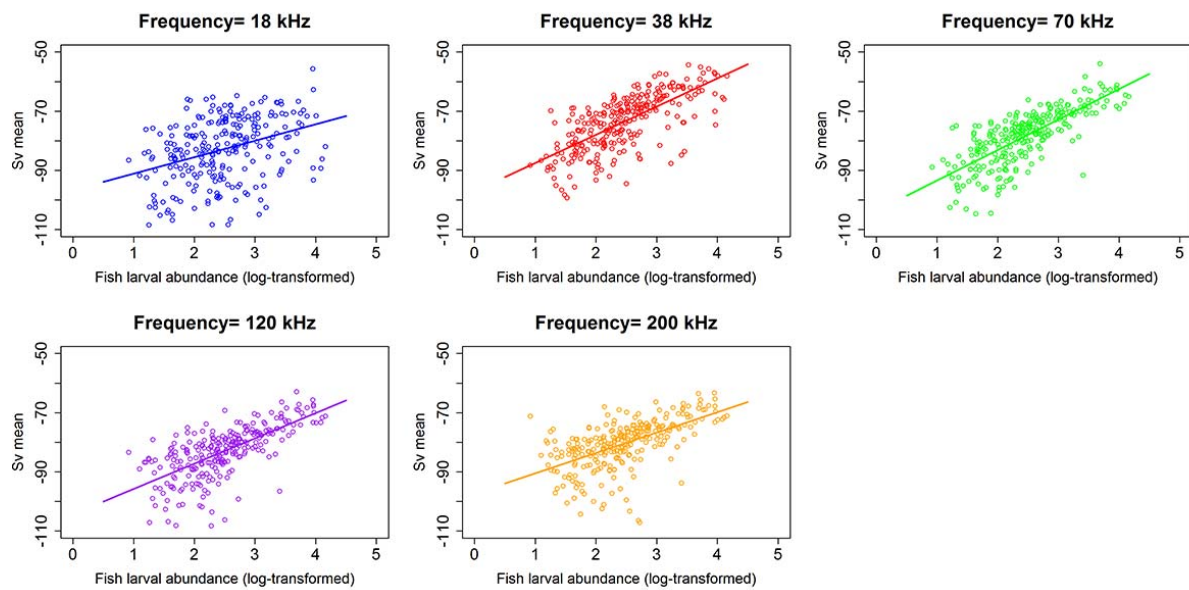 Frequency= 18 kHz
-50
-70
-90
-110
Sv mean
0 1 2 3 4 5
Fish larval abundance (log-transformed)
Frequency= 38 kHz
-50
-70
-90
-110
Sv mean
0 1 2 3 4 5
Fish larval abundance (log-transformed)
Frequency= 70 kHz
-50
-70
-90
-110
Sv mean
0 1 2 3 4 5
Fish larval abundance (log-transformed)
Frequency= 120 kHz
-50
-70
-90
-110
Sv mean
0 1 2 3 4 5
Fish larval abundance (log-transformed)
Frequency= 200 kHz
-50
-70
-90
-110
Sv mean
0 1 2 3 4 5
Fish larval abundance (log-transformed)